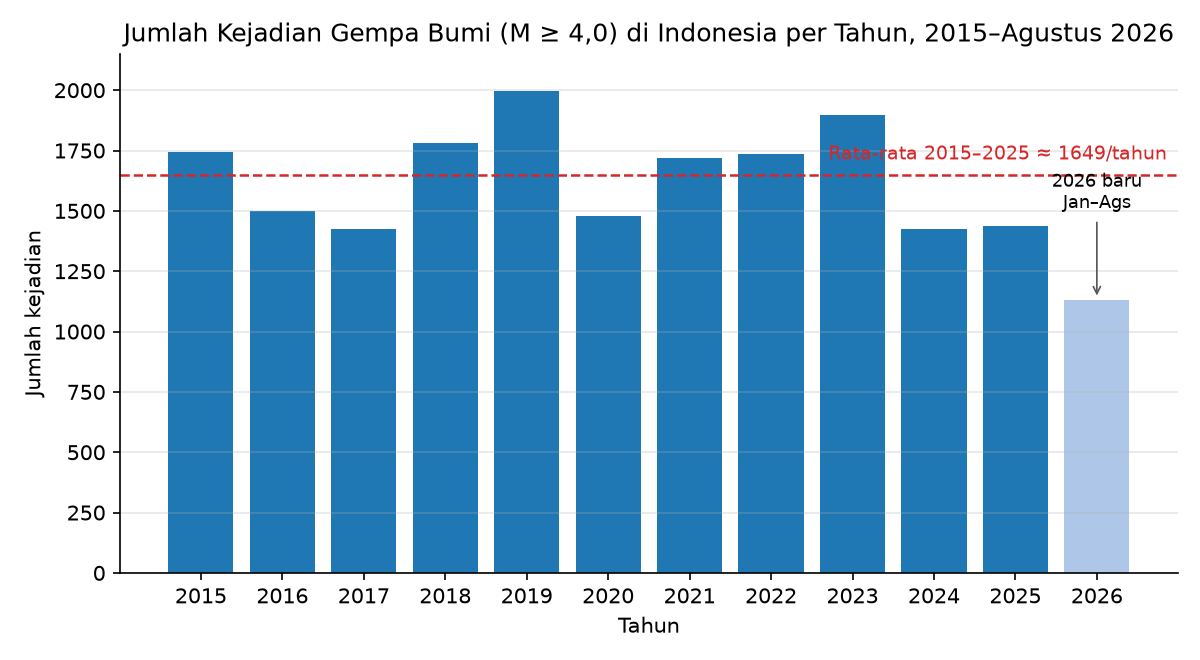 Jumlah Kejadian Gempa Bumi (M ≥ 4,0) di Indonesia per Tahun, 2015–Agustus 2026
Jumlah kejadian
2000
1750
1500
1250
1000
750
500
250
0
Rata-rata 2015–2025 ≈ 1649/tahun
2026 baru
Jan–Ags
2015 2016 2017 2018 2019 2020 2021 2022 2023 2024 2025 2026
Tahun